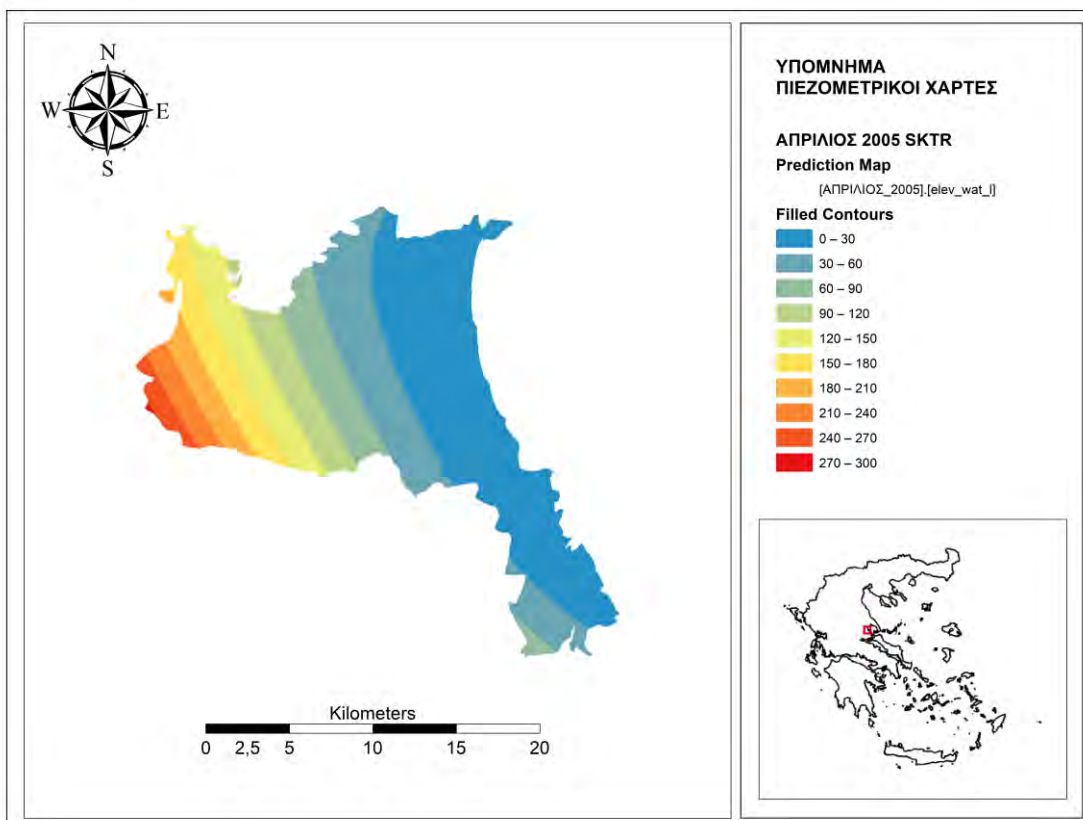 N
W E
S
Kilometers
0 2,5 5 10 15 20
ΥΠΟΜΝΗΜΑ
ΠΙΕΖΟΜΕΤΡΙΚΟΙ ΧΑΡΤΕΣ
ΑΠΡΙΛΙΟΣ 2005 SKTR
Prediction Map
[ΑΠΡΙΛΙΟΣ_2005].[elev_wat_l]
Filled Contours
0 – 30
30 – 60
60 – 90
90 – 120
120 – 150
150 – 180
180 – 210
210 – 240
240 – 270
270 – 300